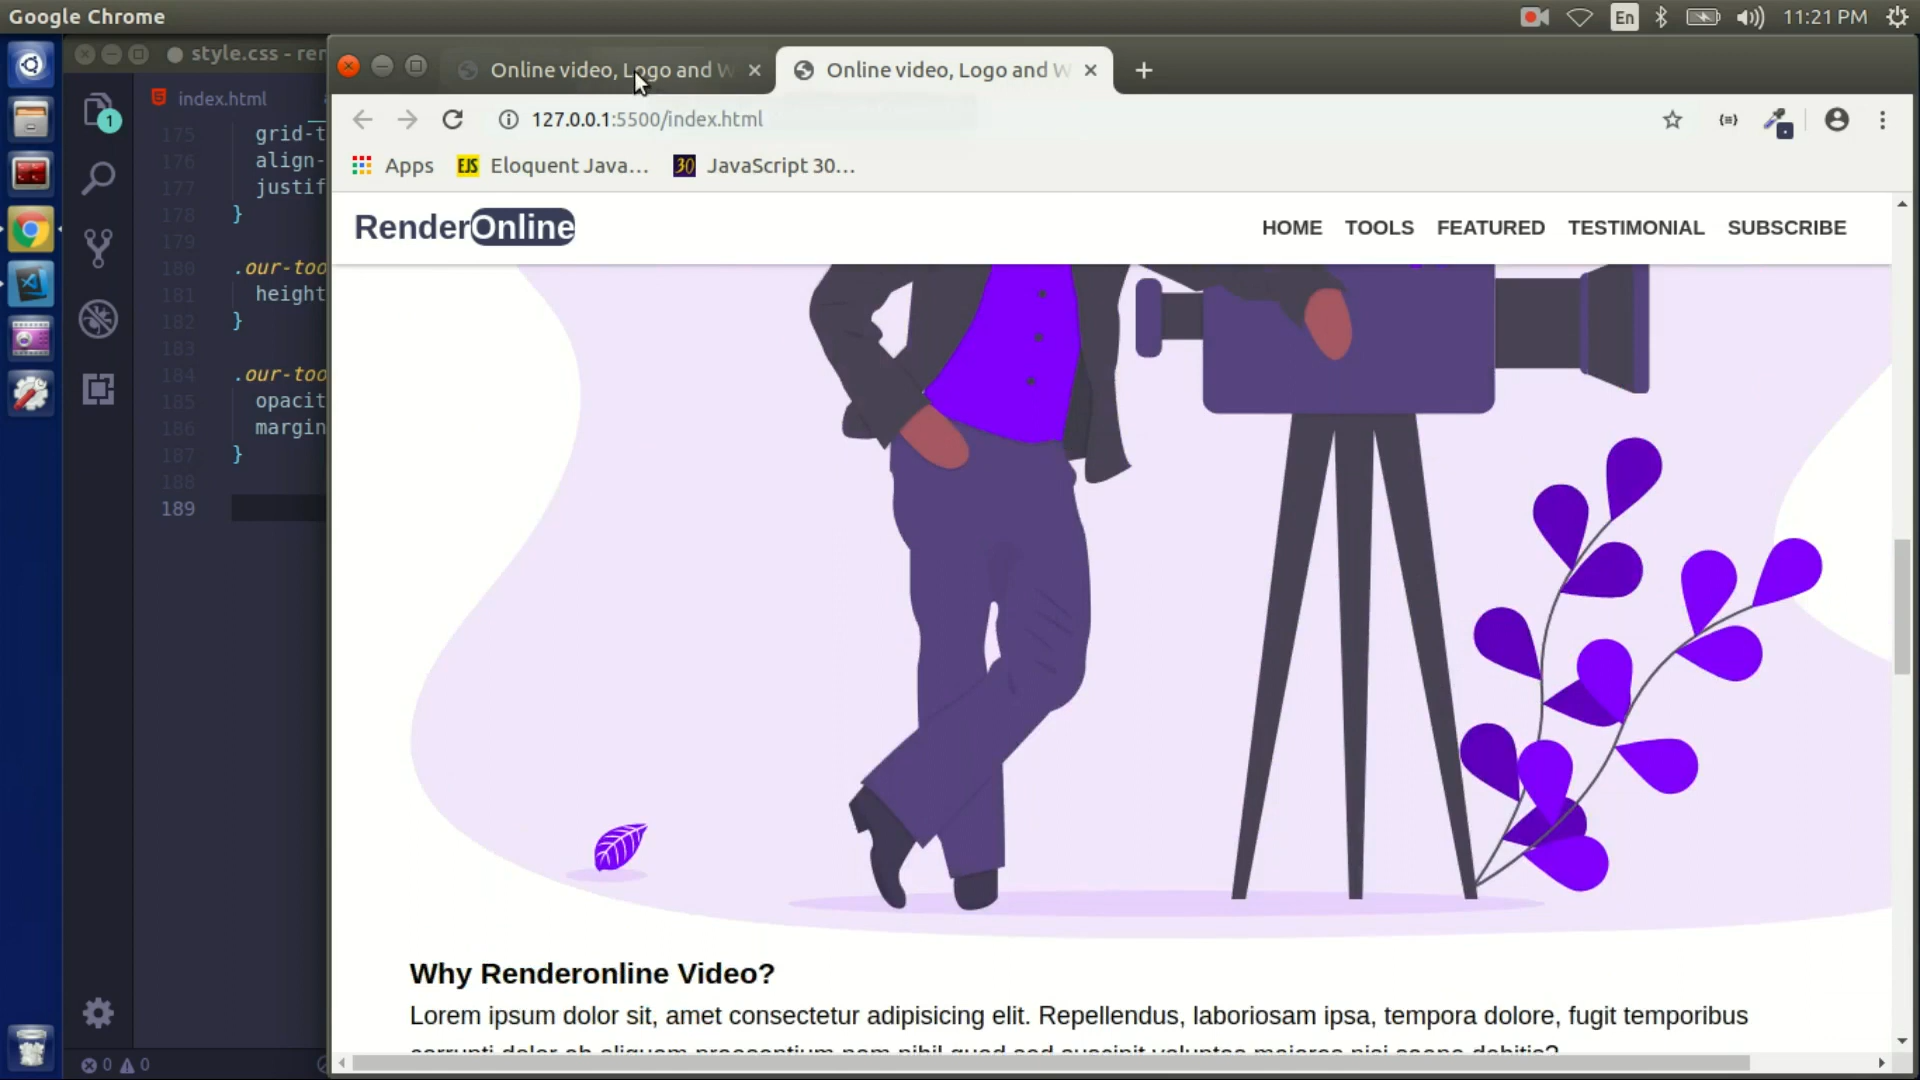 Google Chrome
En
11:21 PM
style.css - ren
Online video, Logo and W
Online video, Logo and W
127.0.0.1:5500/index.html
Apps
EJS Eloquent Java...
30 JavaScript 30...
index.html
1
175 grid-t
176 align-
177 justif
178 }
179
180 .our-too
181 height
182 }
183
184 .our-too
185 opacit
186 margin
187 }
188
189
0 0
RenderOnline
HOME TOOLS FEATURED TESTIMONIAL SUBSCRIBE
Why Renderonline Video?
Lorem ipsum dolor sit, amet consectetur adipisicing elit. Repellendus, laboriosam ipsa, tempora dolore, fugit temporibus